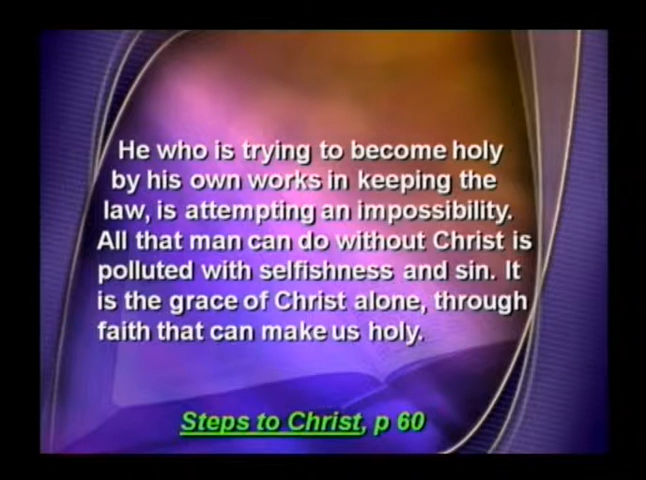 He who is trying to become holy
by his own works in keeping the
law, is attempting an impossibility.
All that man can do without Christ is
polluted with selfishness and sin. It
is the grace of Christ alone, through
faith that can make us holy.
Steps to Christ, p 60